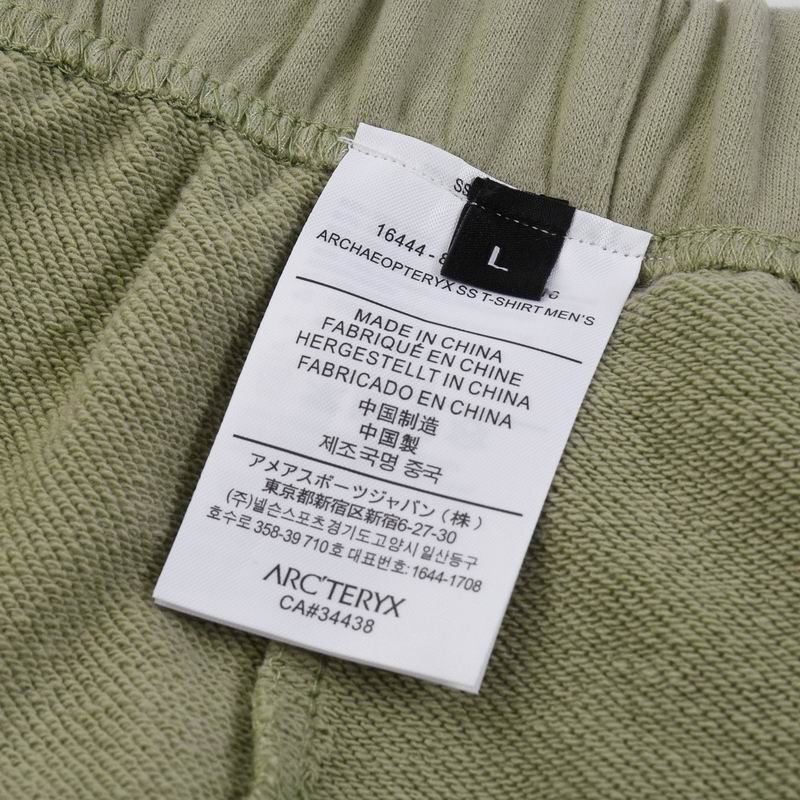 SS
16444 -
L
ARCHAEOPTERYX SS T-SHIRT MEN'S
MADE IN CHINA
FABRIQUÉ EN CHINE
HERGESTELLT IN CHINA
FABRICADO EN CHINA
中国制造
中国製
제조국명 중국
アメアスポーツジャパン（株）
東京都新宿区新宿6-27-30
(주)넬슨스포츠경기도고양시일산동구
호수로 358-39 710호 대표번호: 1644-1708
ARC'TERYX
CA#34438